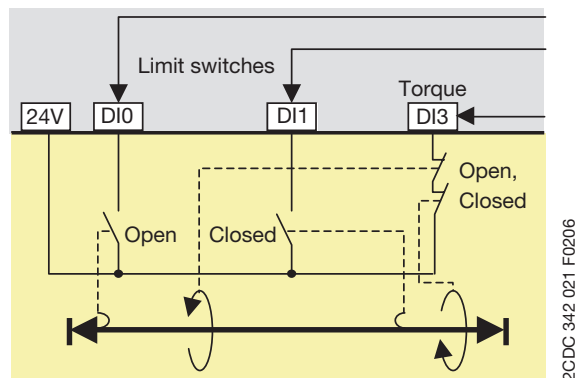 Limit switches
Torque
24V
DI0
DI1
DI3
Open,
Closed
Open
Closed
2CDC 342 021 F0206